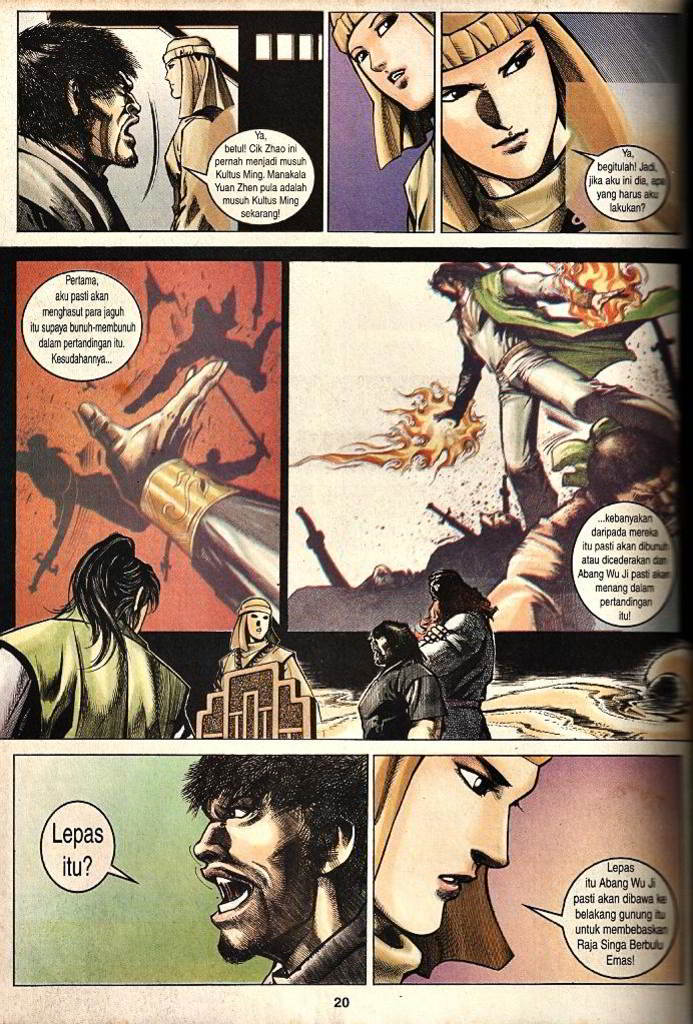 Ya,
betul! Cik Zhao ini
pernah menjadi musuh
Kultus Ming. Manakala
Yuan Zhen pula adalah
musuh Kultus Ming
sekarang!
Ya,
begitulah! Jadi,
jika aku ini dia, apa
yang harus aku
lakukan?
Pertama,
aku pasti akan
menghasut para jaguh
itu supaya bunuh-membunuh
dalam pertandingan itu.
Kesudahannya...
...kebanyakan
daripada mereka
itu pasti akan dibunuh
atau dicederakan dan
Abang Wu Ji pasti akan
menang dalam
pertandingan
itu!
Lepas
itu?
Lepas
itu Abang Wu Ji
pasti akan dibawa ke
belakang gunung itu
untuk membebaskan
Raja Singa Berbulu
Emas!
20